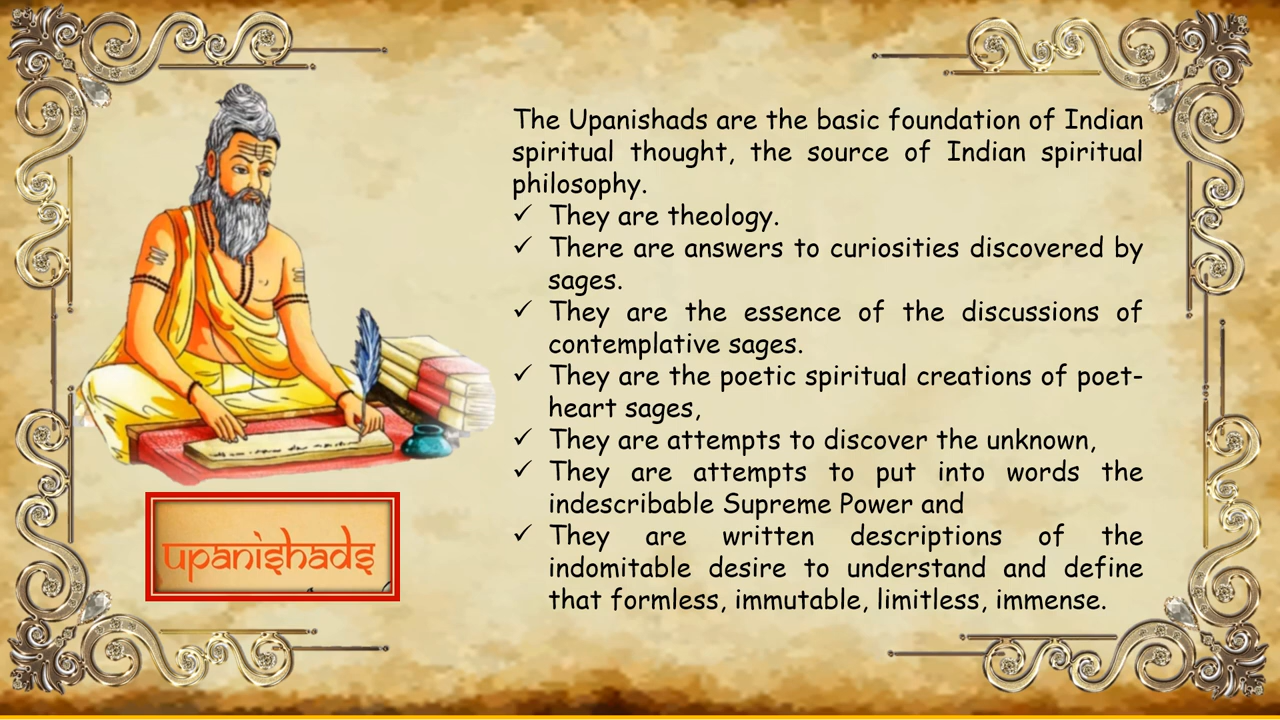 The Upanishads are the basic foundation of Indian
spiritual thought, the source of Indian spiritual
philosophy.
✓ They are theology.
✓ There are answers to curiosities discovered by
sages.
✓ They are the essence of the discussions of
contemplative sages.
✓ They are the poetic spiritual creations of poet-
heart sages,
✓ They are attempts to discover the unknown,
✓ They are attempts to put into words the
indescribable Supreme Power and
✓ They are written descriptions of the
indomitable desire to understand and define
that formless, immutable, limitless, immense.
upanishads